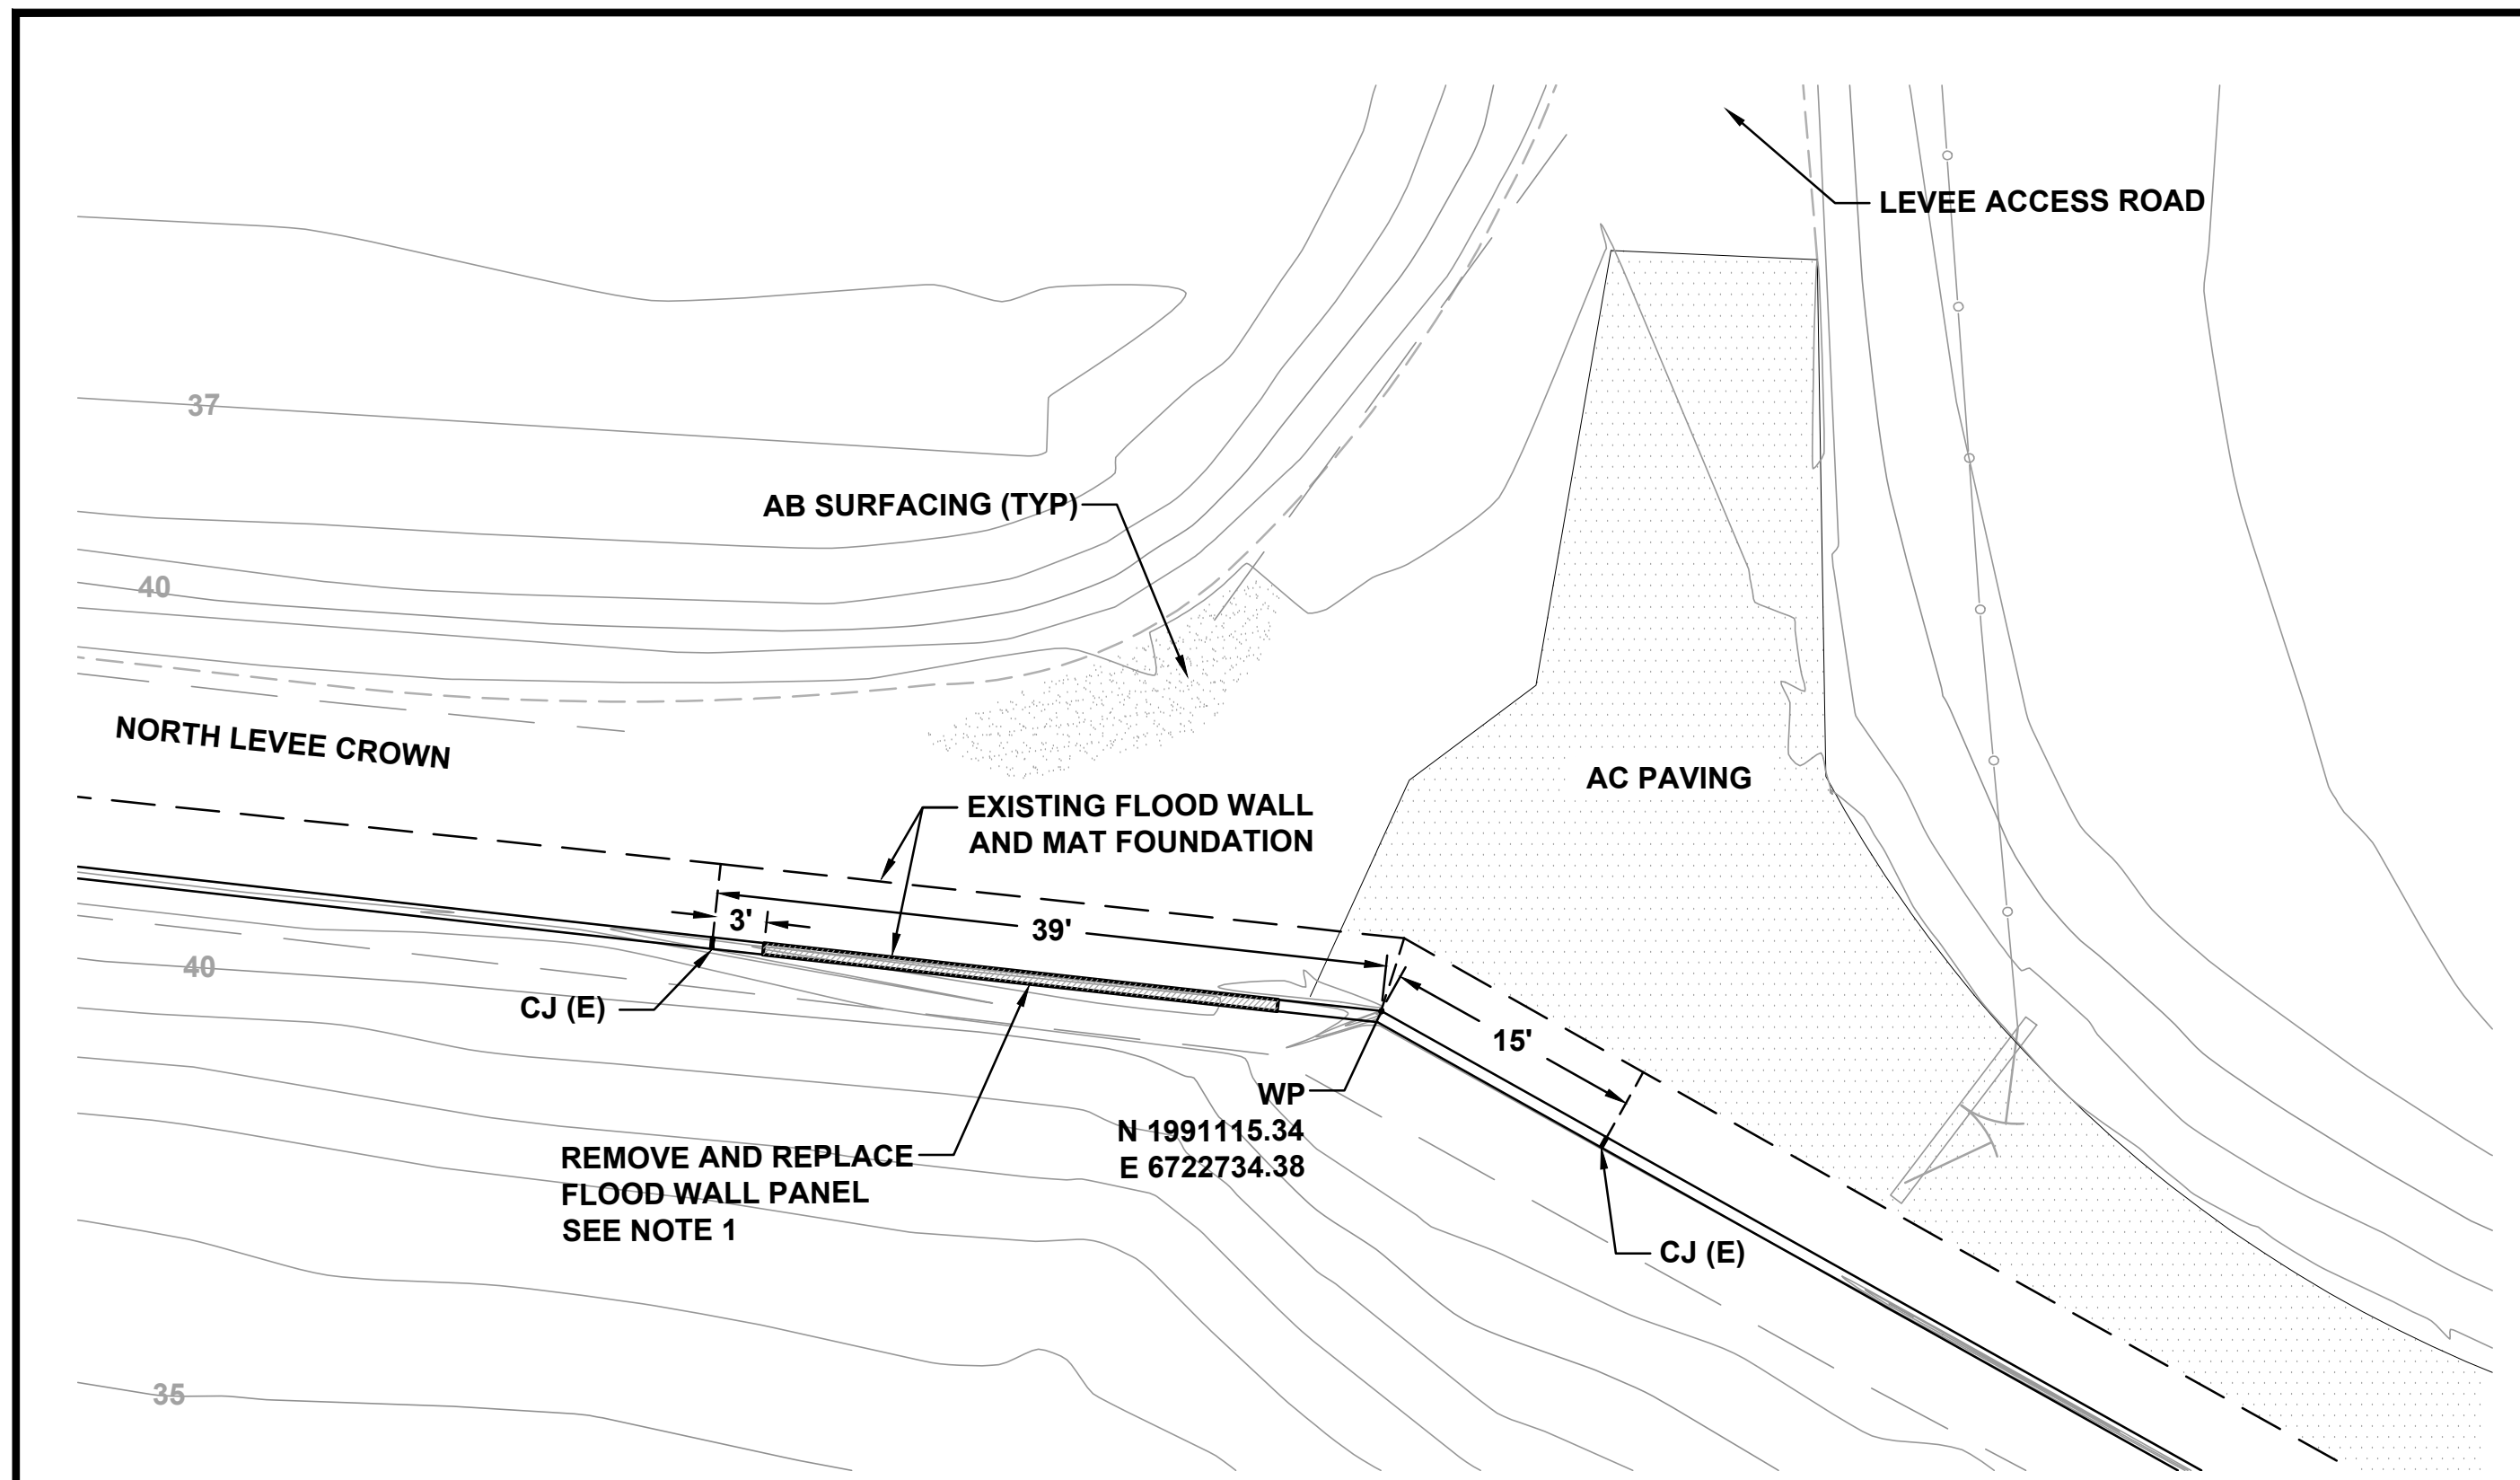 LEVEE ACCESS ROAD
37
AB SURFACING (TYP)
40
NORTH LEVEE CROWN
AC PAVING
EXISTING FLOOD WALL
AND MAT FOUNDATION
3'
39'
40
CJ (E)
15'
WP
N 1991115.34
E 6722734.38
REMOVE AND REPLACE
FLOOD WALL PANEL
SEE NOTE 1
CJ (E)
35